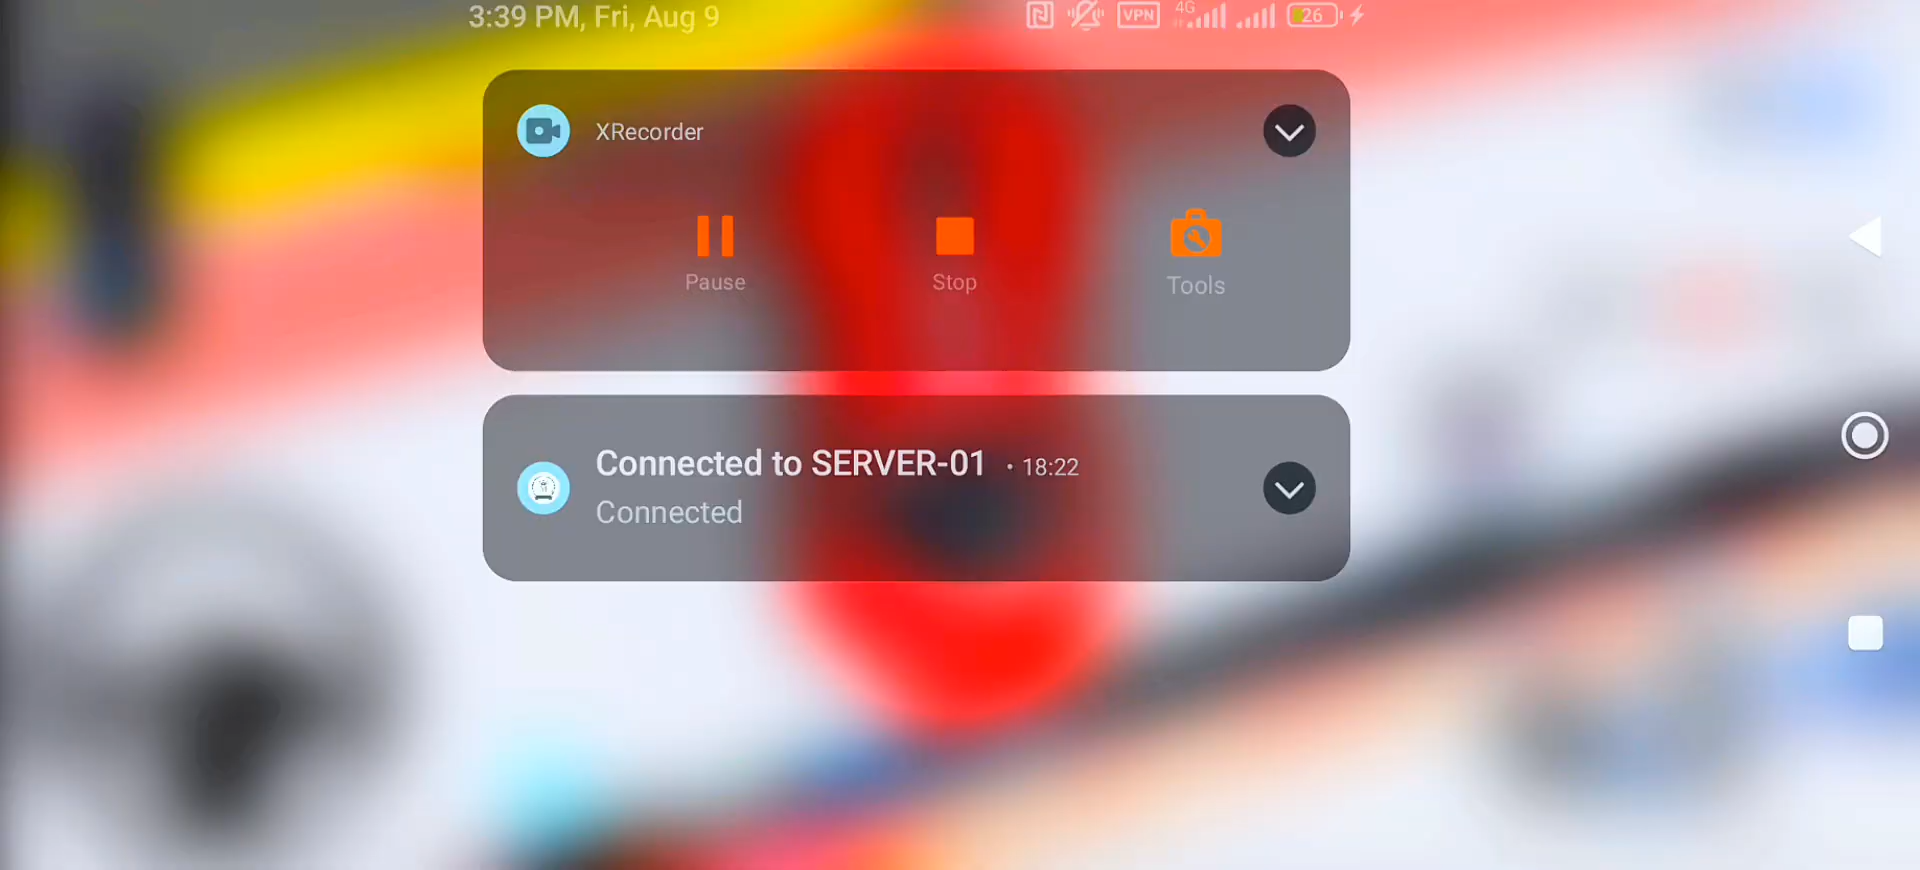 3:39 PM, Fri, Aug 9
VPN 4G 26
XRecorder
Pause Stop Tools
Connected to SERVER-01 • 18:22
Connected